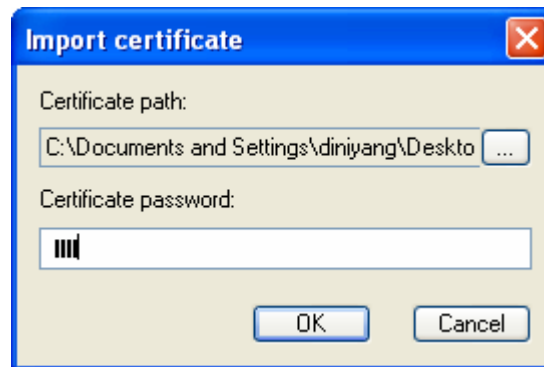 Import certificate
Certificate path:
C:\Documents and Settings\diniyang\Deskto ...
Certificate password:
OK Cancel